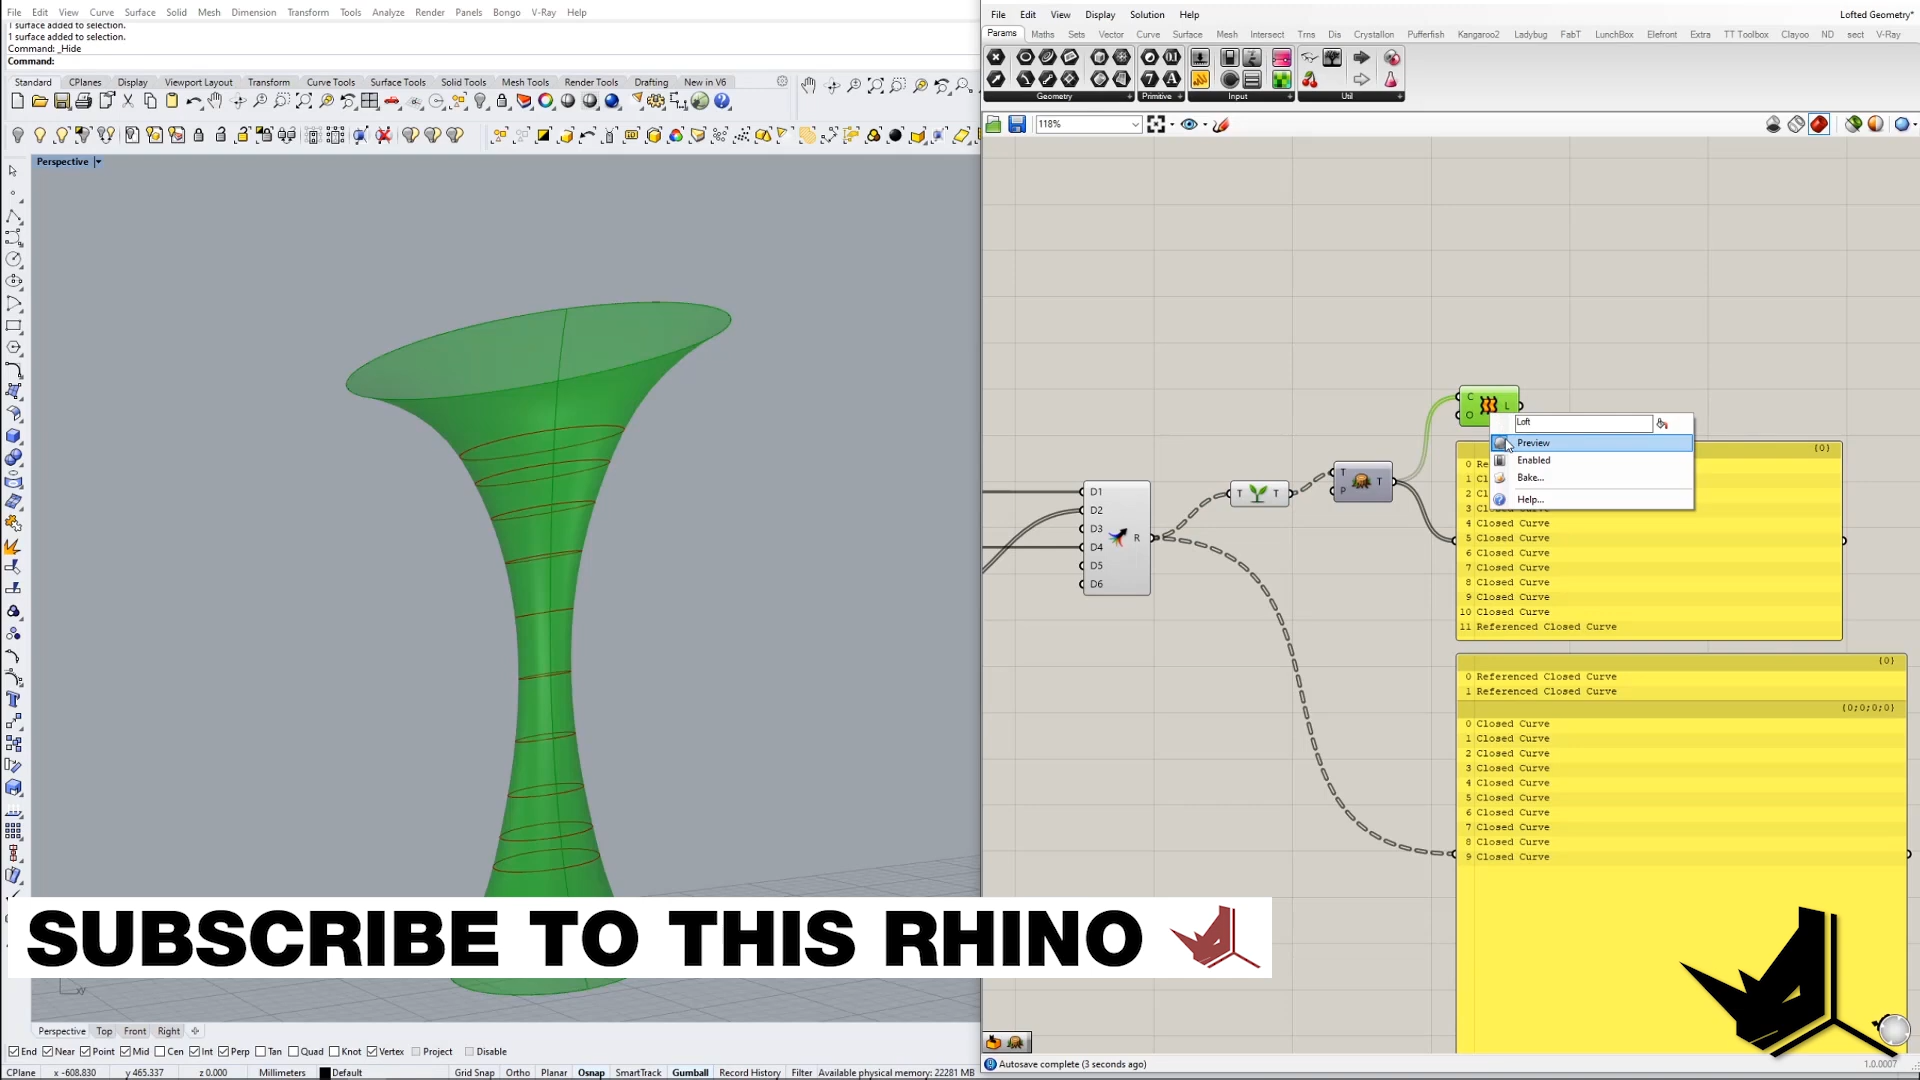 File Edit View Curve Surface Solid Mesh Dimension Transform Tools Analyze Render Panels Bongo V-Ray Help
1 surface added to selection.
1 surface added to selection.
Command: _Hide
Command:
Standard CPlanes Display Viewport Layout Transform Curve Tools Surface Tools Solid Tools Mesh Tools Render Tools Drafting New in V6
Perspective
File Edit View Display Solution Help
Lofted Geometry*
Params Maths Sets Vector Curve Surface Mesh Intersect Trns Dis Crystallon Pufferfish Kangaroo2 Ladybug FabT LunchBox Elefront Extra TT Toolbox Clayoo ND sect V-Ray
Geometry Primitive Input Util
118%
C L
O
Loft
Preview
Enabled
Bake...
Help...
D1
D2
D3
D4
D5
D6
R
T T
T T
P
{0}
0 Re
1 Cl
2 Cl
3 Closed Curve
4 Closed Curve
5 Closed Curve
6 Closed Curve
7 Closed Curve
8 Closed Curve
9 Closed Curve
10 Closed Curve
11 Referenced Closed Curve
{0}
0 Referenced Closed Curve
1 Referenced Closed Curve
{0;0;0;0}
0 Closed Curve
1 Closed Curve
2 Closed Curve
3 Closed Curve
4 Closed Curve
5 Closed Curve
6 Closed Curve
7 Closed Curve
8 Closed Curve
9 Closed Curve
SUBSCRIBE TO THIS RHINO
xy
Perspective Top Front Right
End Near Point Mid Cen Int Perp Tan Quad Knot Vertex Project Disable
CPlane x -608.830 y 465.337 z 0.000 Millimeters Default Grid Snap Ortho Planar Osnap SmartTrack Gumball Record History Filter Available physical memory: 22281 MB
Autosave complete (3 seconds ago)
1.0.0007